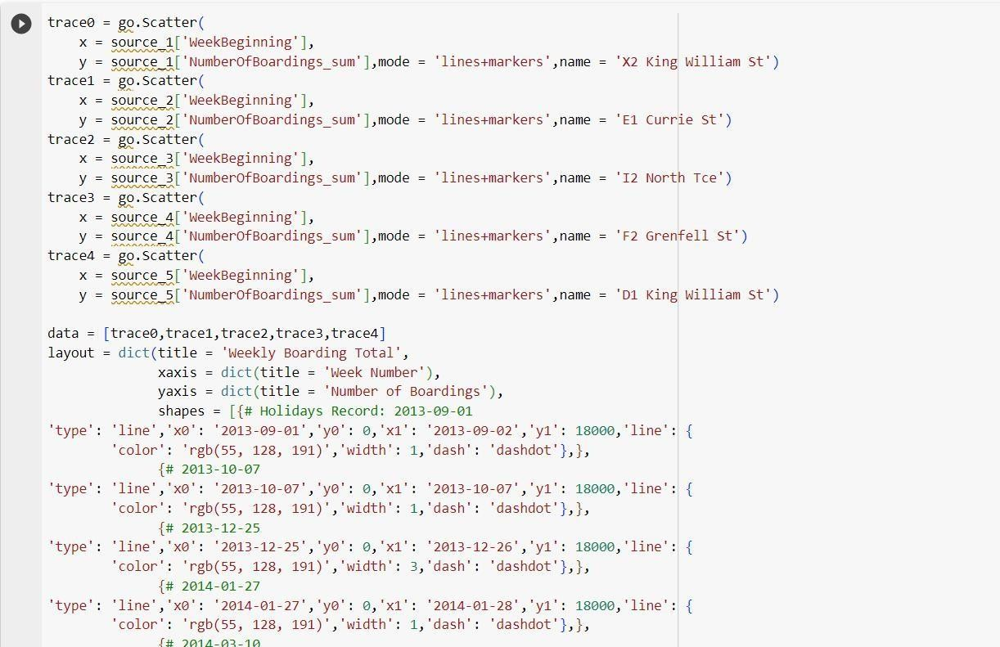 trace0 = go.Scatter(
    x = source_1['WeekBeginning'],
    y = source_1['NumberOfBoardings_sum'],mode = 'lines+markers',name = 'X2 King William St')
trace1 = go.Scatter(
    x = source_2['WeekBeginning'],
    y = source_2['NumberOfBoardings_sum'],mode = 'lines+markers',name = 'E1 Currie St')
trace2 = go.Scatter(
    x = source_3['WeekBeginning'],
    y = source_3['NumberOfBoardings_sum'],mode = 'lines+markers',name = 'I2 North Tce')
trace3 = go.Scatter(
    x = source_4['WeekBeginning'],
    y = source_4['NumberOfBoardings_sum'],mode = 'lines+markers',name = 'F2 Grenfell St')
trace4 = go.Scatter(
    x = source_5['WeekBeginning'],
    y = source_5['NumberOfBoardings_sum'],mode = 'lines+markers',name = 'D1 King William St')

data = [trace0,trace1,trace2,trace3,trace4]
layout = dict(title = 'Weekly Boarding Total',
              xaxis = dict(title = 'Week Number'),
              yaxis = dict(title = 'Number of Boardings'),
              shapes = [{# Holidays Record: 2013-09-01
'type': 'line','x0': '2013-09-01','y0': 0,'x1': '2013-09-02','y1': 18000,'line': {
        'color': 'rgb(55, 128, 191)','width': 1,'dash': 'dashdot'},},
              {# 2013-10-07
'type': 'line','x0': '2013-10-07','y0': 0,'x1': '2013-10-07','y1': 18000,'line': {
        'color': 'rgb(55, 128, 191)','width': 1,'dash': 'dashdot'},},
              {# 2013-12-25
'type': 'line','x0': '2013-12-25','y0': 0,'x1': '2013-12-26','y1': 18000,'line': {
        'color': 'rgb(55, 128, 191)','width': 3,'dash': 'dashdot'},},
              {# 2014-01-27
'type': 'line','x0': '2014-01-27','y0': 0,'x1': '2014-01-28','y1': 18000,'line': {
        'color': 'rgb(55, 128, 191)','width': 1,'dash': 'dashdot'},},
              {# 2014-03-10